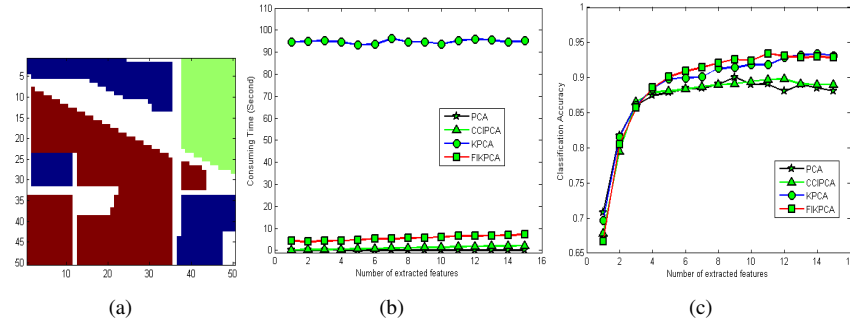 5
10
15
20
25
30
35
40
45
50
10 20 30 40 50
(a)
Consuming Time (Second)
110
100
90
80
70
60
50
40
30
20
10
0
PCA
CCIPCA
KPCA
FIKPCA
0 2 4 6 8 10 12 14 16
Number of extracted features
(b)
Classification Accuracy
1
0.95
0.9
0.85
0.8
0.75
0.7
0.65
PCA
CCIPCA
KPCA
FIKPCA
0 2 4 6 8 10 12 14 16
Number of extracted features
(c)